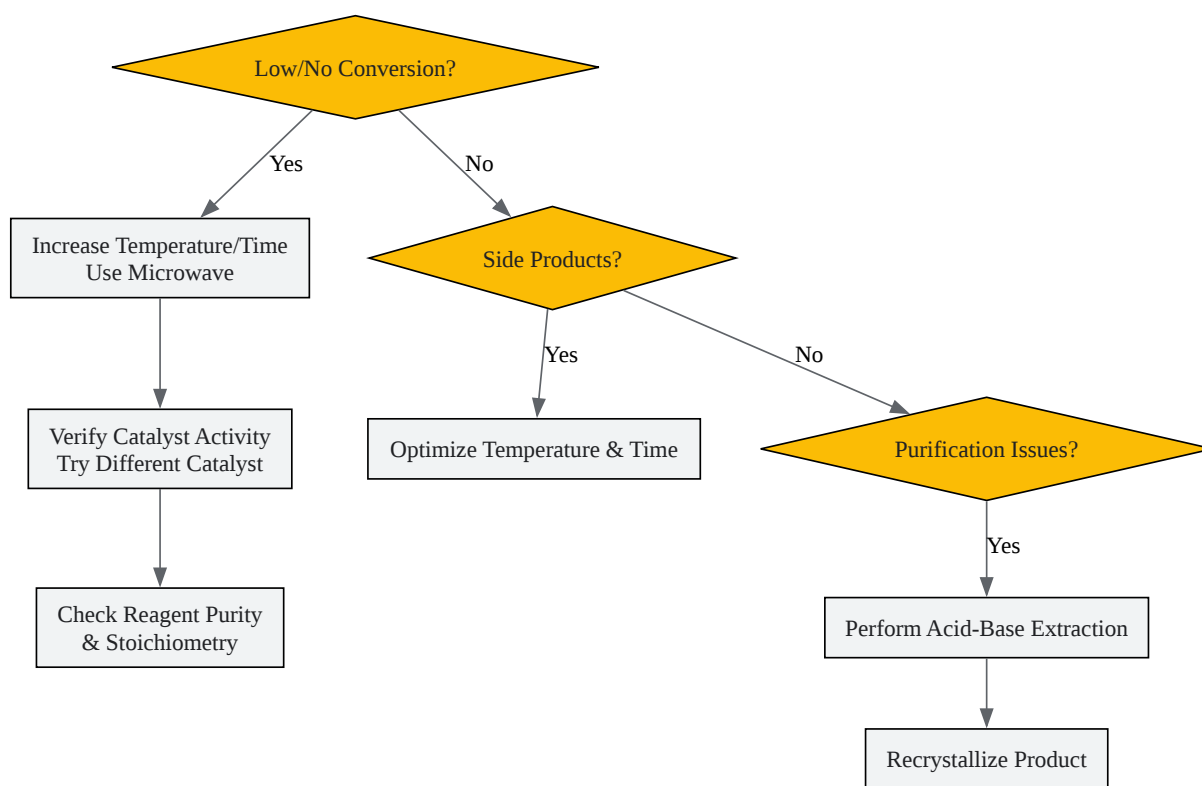 Low/No Conversion?
Yes
No
Increase Temperature/Time
Use Microwave
Side Products?
Yes
No
Verify Catalyst Activity
Try Different Catalyst
Optimize Temperature & Time
Purification Issues?
Yes
Check Reagent Purity
& Stoichiometry
Perform Acid-Base Extraction
Recrystallize Product